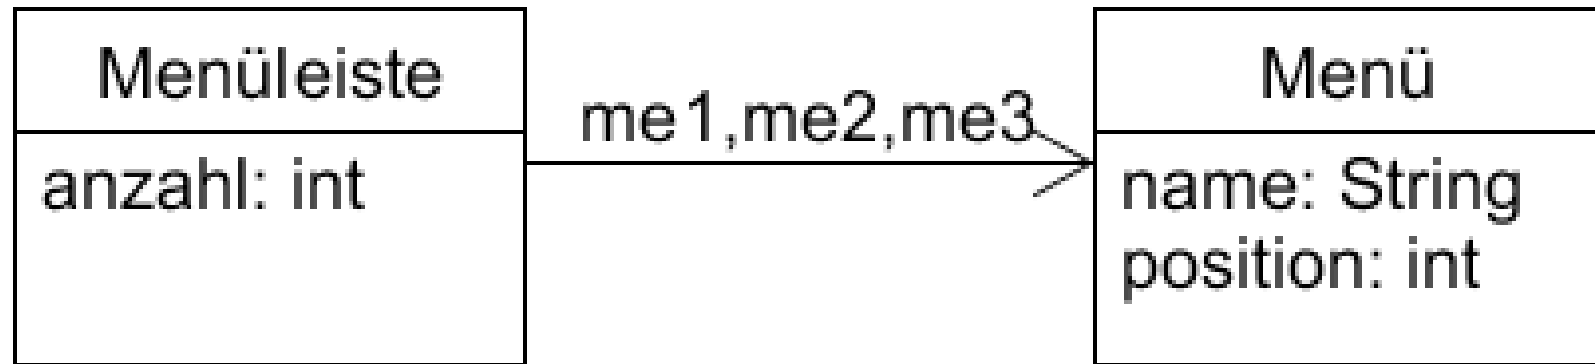 Menüleiste
anzahl: int
me1,me2,me3
Menü
name: String
position: int